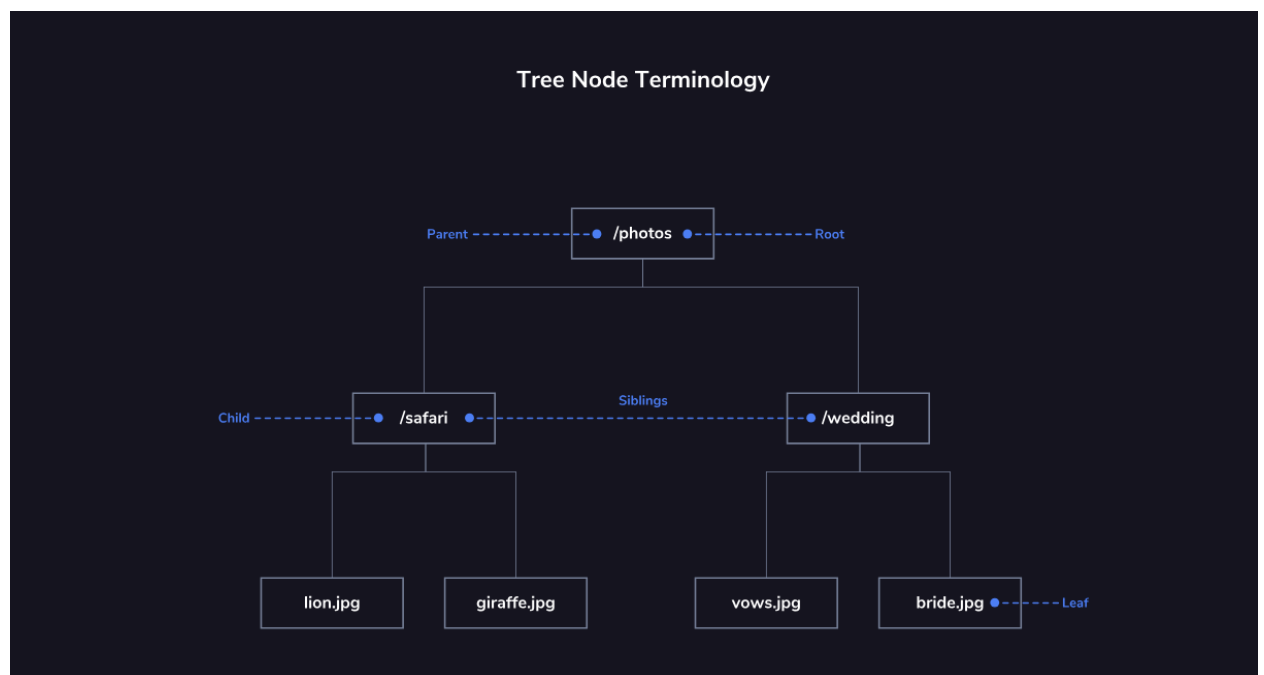 Tree Node Terminology
Parent /photos Root
Siblings
Child /safari /wedding
lion.jpg giraffe.jpg vows.jpg bride.jpg Leaf